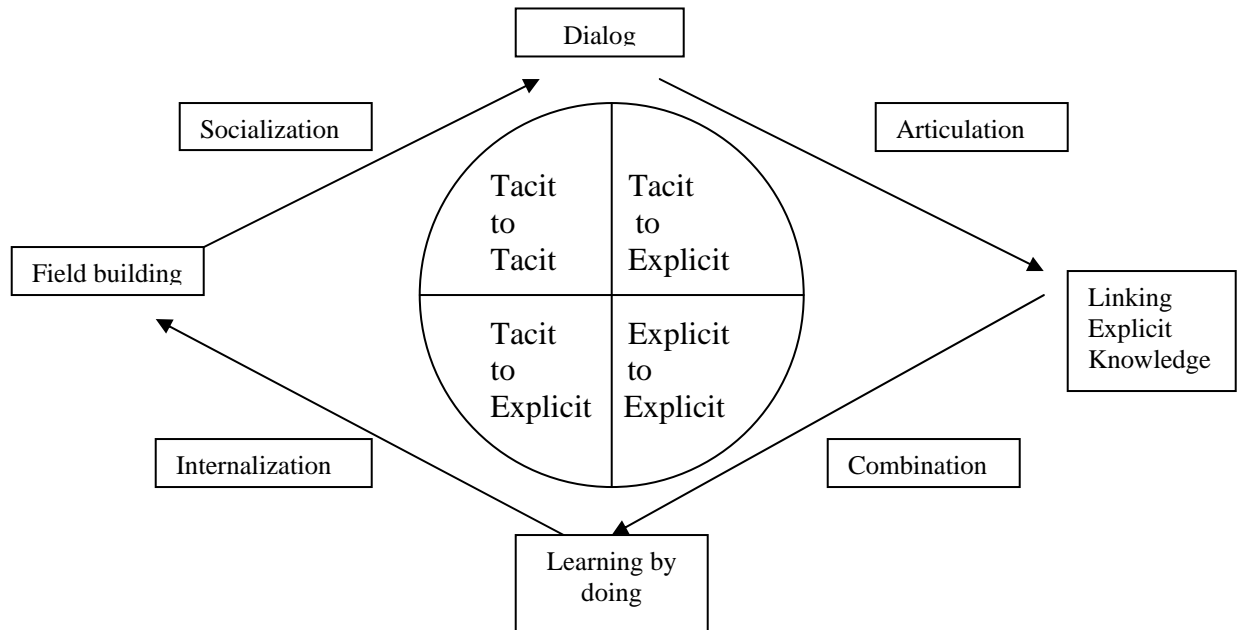 Dialog
Socialization
Articulation
Tacit
to
Tacit
Tacit
to
Explicit
Field building
Linking
Explicit
Knowledge
Tacit
to
Explicit
Explicit
to
Explicit
Internalization
Combination
Learning by
doing